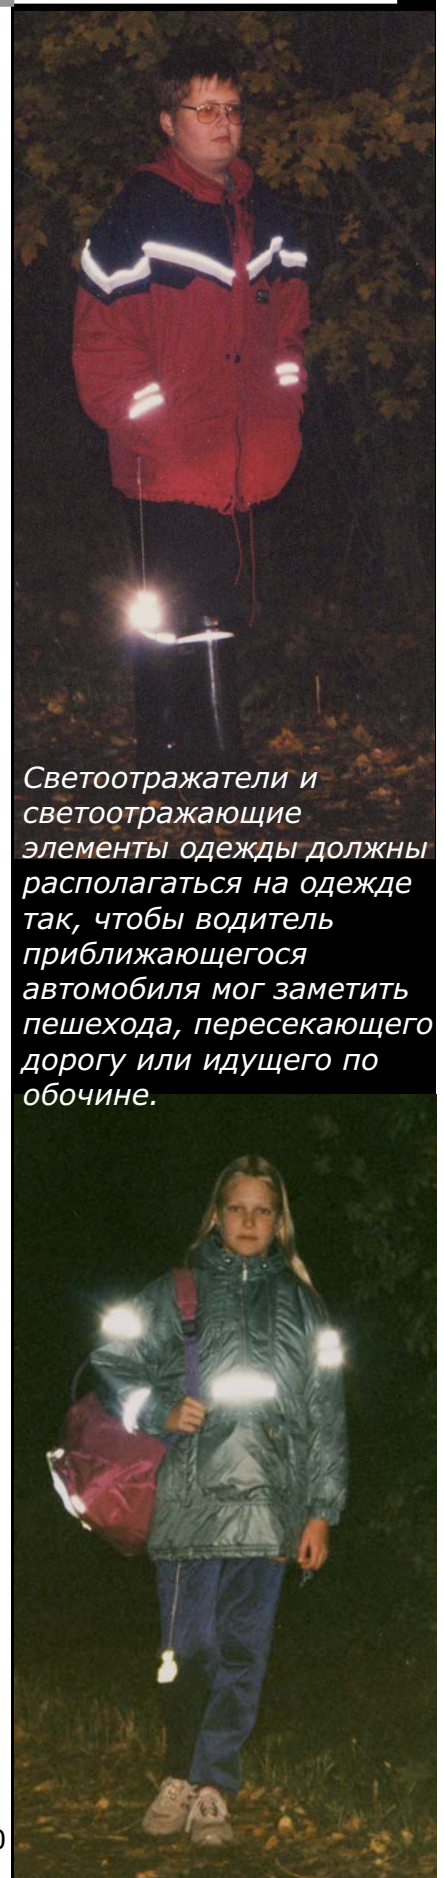 Светоотражатели и
светоотражающие
элементы одежды должны
располагаться на одежде
так, чтобы водитель
приближающегося
автомобиля мог заметить
пешехода, пересекающего
дорогу или идущего по
обочине.